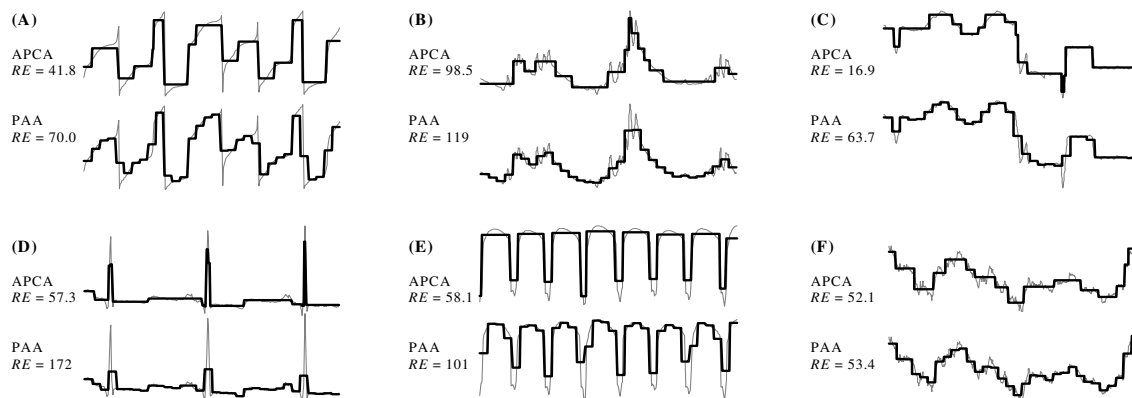 (A)
APCA
RE = 41.8
PAA
RE = 70.0
(B)
APCA
RE = 98.5
PAA
RE = 119
(C)
APCA
RE = 16.9
PAA
RE = 63.7
(D)
APCA
RE = 57.3
PAA
RE = 172
(E)
APCA
RE = 58.1
PAA
RE = 101
(F)
APCA
RE = 52.1
PAA
RE = 53.4